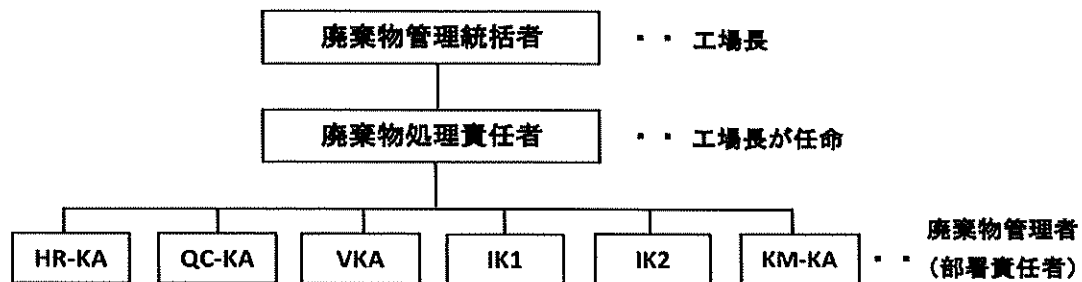 廃棄物管理統括者 ・・ 工場長
廃棄物処理責任者 ・・ 工場長が任命
HR-KA QC-KA VKA IK1 IK2 KM-KA ・・ 廃棄物管理者
(部署責任者)